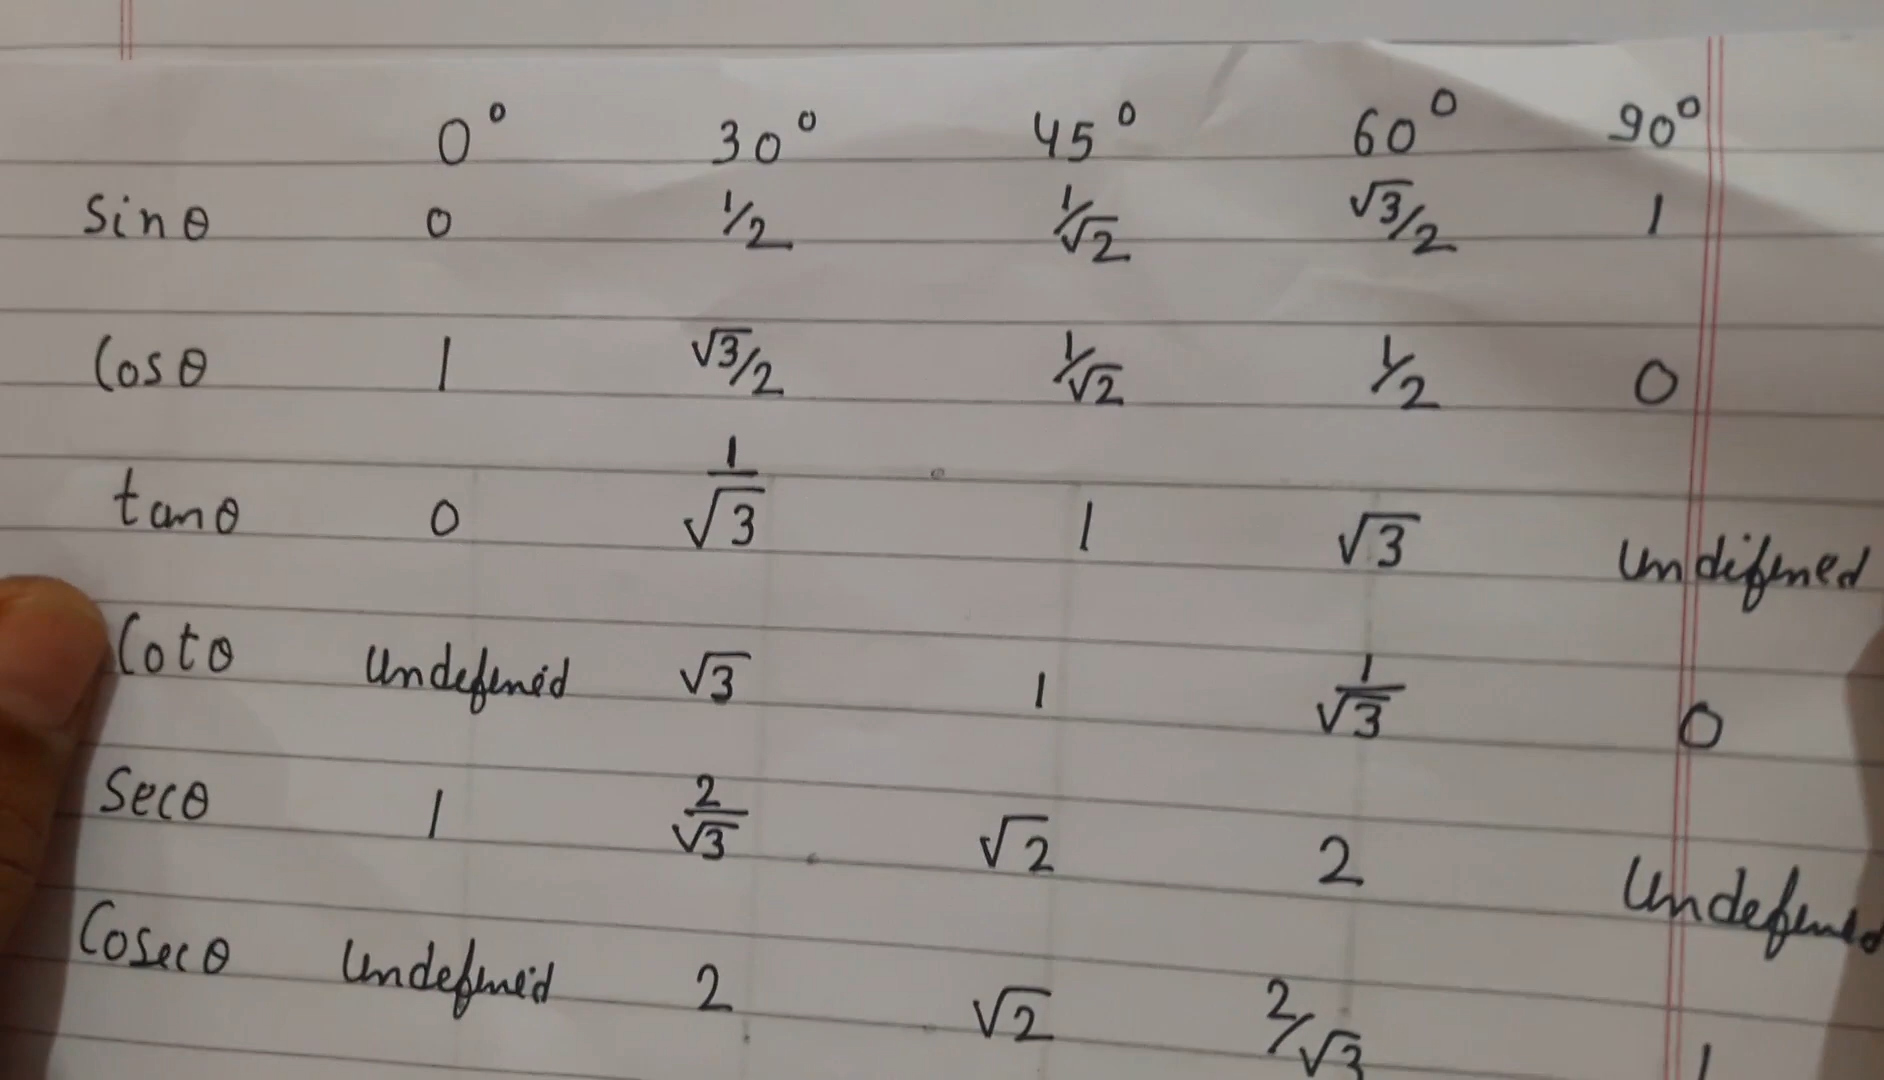 0° 30° 45° 60° 90°
Sinθ 0 1/2 1/√2 √3/2 1
Cosθ 1 √3/2 1/√2 1/2 0
tanθ 0 1/√3 1 √3 Undifined
Cotθ Undefined √3 1 1/√3 0
Secθ 1 2/√3 √2 2 Undefined
Cosecθ Undefined 2 √2 2/√3 1